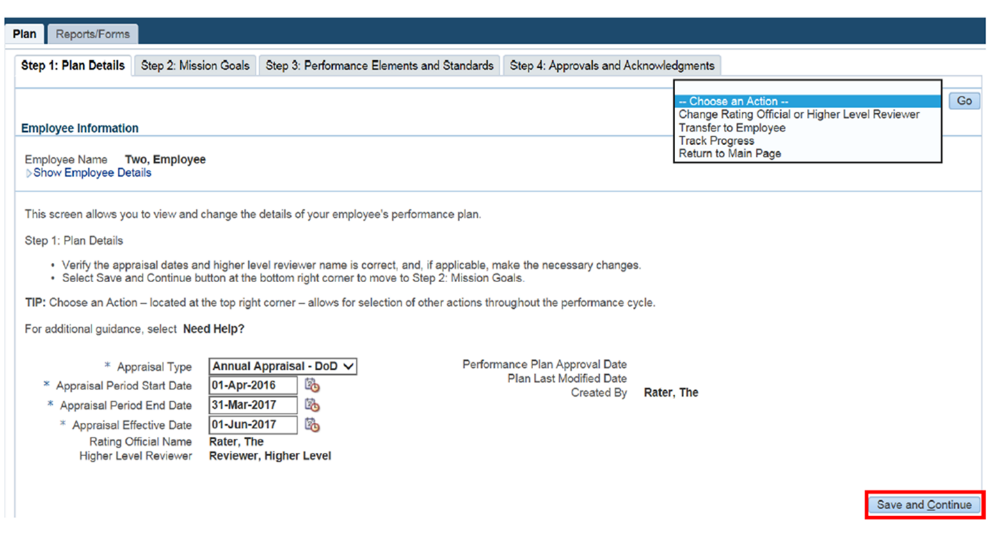 Plan Reports/Forms
Step 1: Plan Details Step 2: Mission Goals Step 3: Performance Elements and Standards Step 4: Approvals and Acknowledgments
-- Choose an Action -- Go
Change Rating Official or Higher Level Reviewer
Transfer to Employee
Track Progress
Return to Main Page
Employee Information
Employee Name Two, Employee
Show Employee Details
This screen allows you to view and change the details of your employee's performance plan.
Step 1: Plan Details
• Verify the appraisal dates and higher level reviewer name is correct, and, if applicable, make the necessary changes.
• Select Save and Continue button at the bottom right corner to move to Step 2: Mission Goals.
TIP: Choose an Action – located at the top right corner – allows for selection of other actions throughout the performance cycle.
For additional guidance, select Need Help?
* Appraisal Type Annual Appraisal - DoD
* Appraisal Period Start Date 01-Apr-2016
* Appraisal Period End Date 31-Mar-2017
* Appraisal Effective Date 01-Jun-2017
Rating Official Name Rater, The
Higher Level Reviewer Reviewer, Higher Level
Performance Plan Approval Date
Plan Last Modified Date
Created By Rater, The
Save and Continue